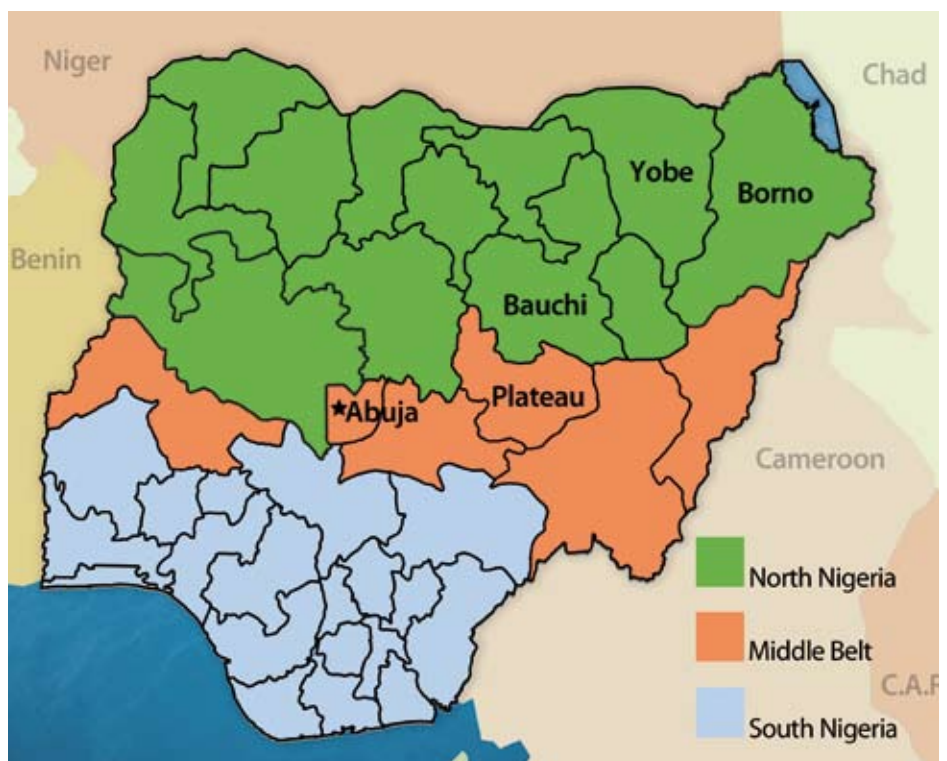 Niger
Chad
Yobe
Borno
Benin
Bauchi
Plateau
★Abuja
Cameroon
North Nigeria
Middle Belt
C.A.R
South Nigeria